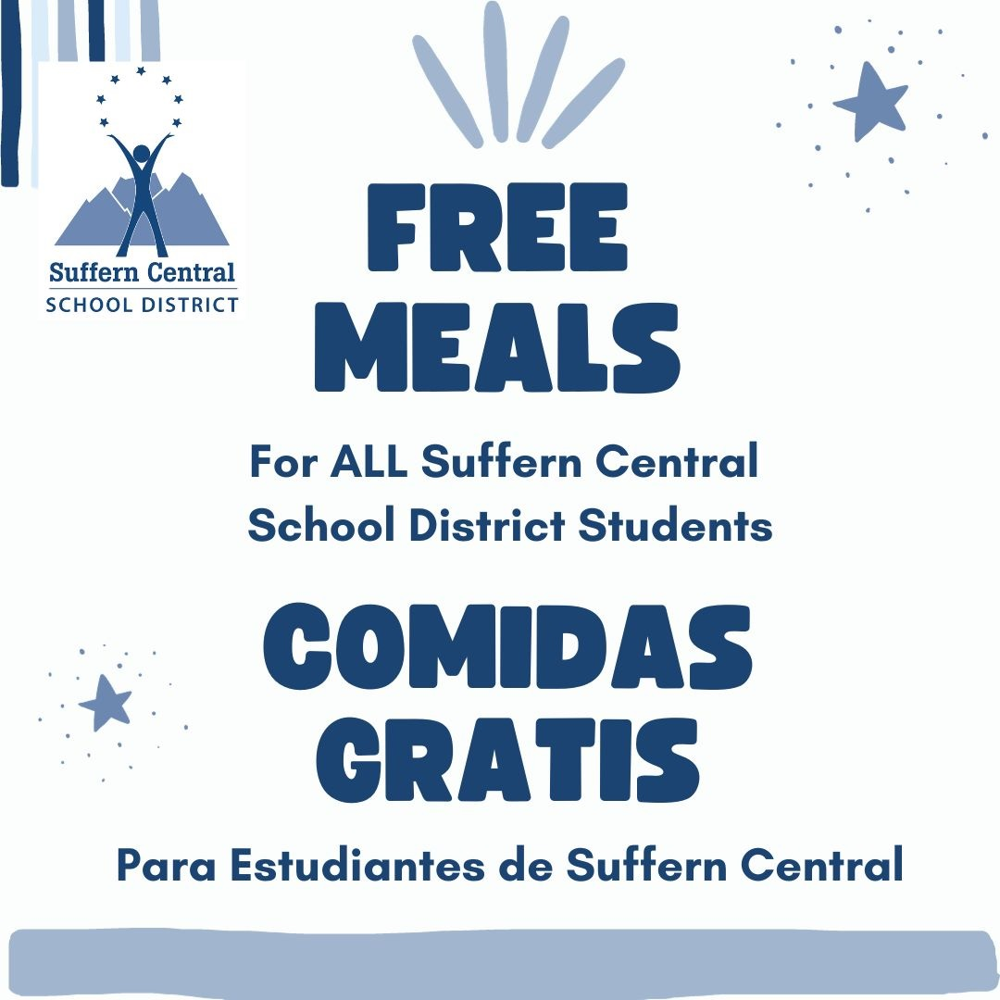 Suffern Central
SCHOOL DISTRICT
FREE
MEALS
For ALL Suffern Central
School District Students
COMIDAS
GRATIS
Para Estudiantes de Suffern Central